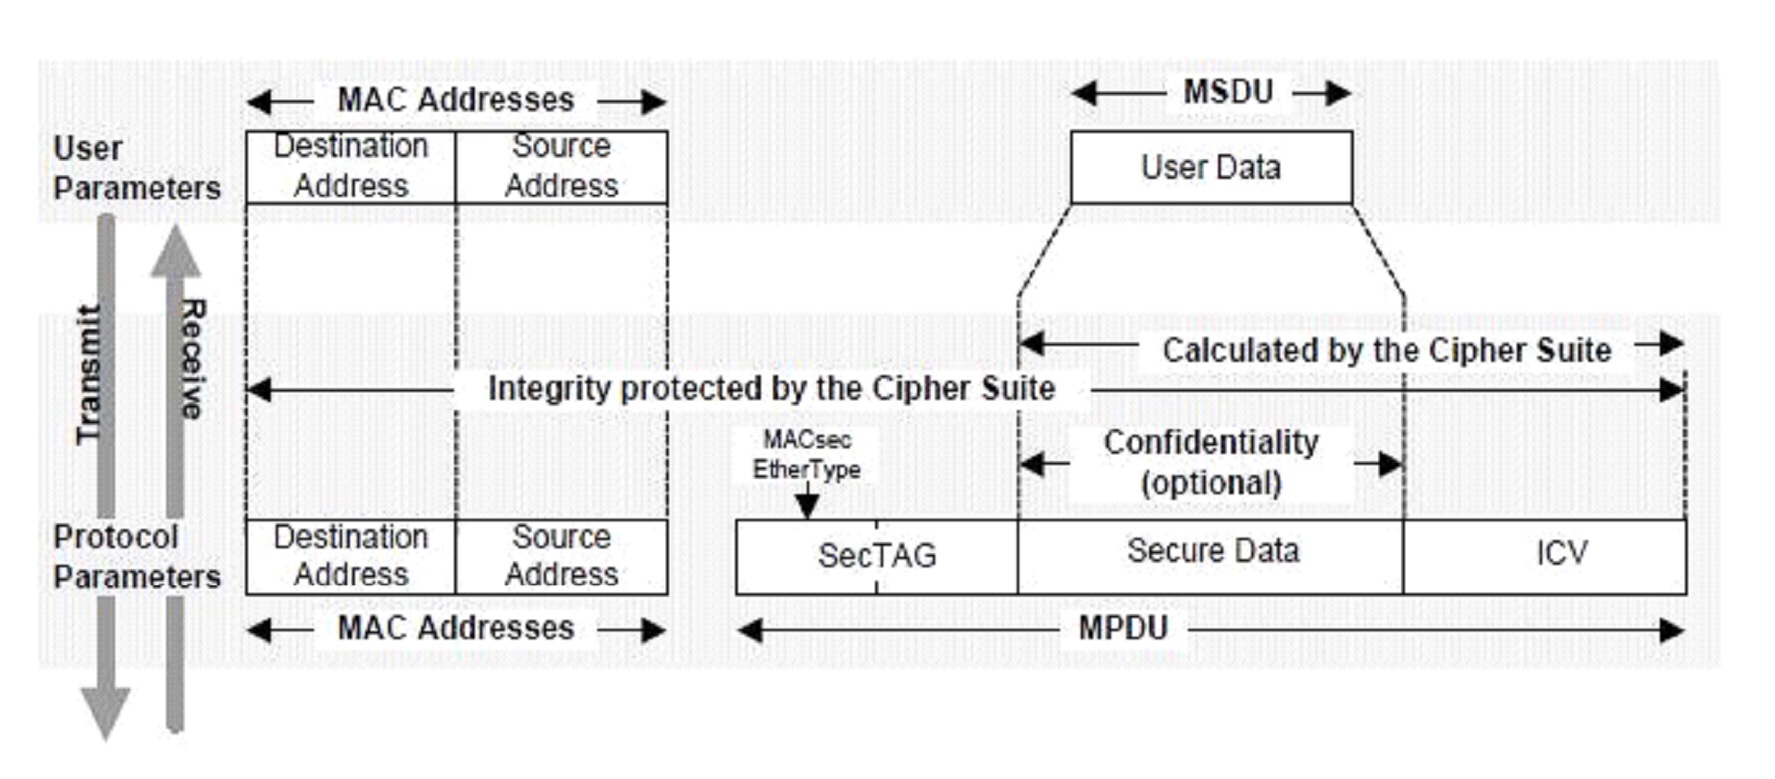 MAC Addresses
MSDU
User
Parameters
Destination
Address
Source
Address
User Data
Transmit
Receive
Calculated by the Cipher Suite
Integrity protected by the Cipher Suite
MACsec
EtherType
Confidentiality
(optional)
Protocol
Parameters
Destination
Address
Source
Address
SecTAG
Secure Data
ICV
MAC Addresses
MPDU